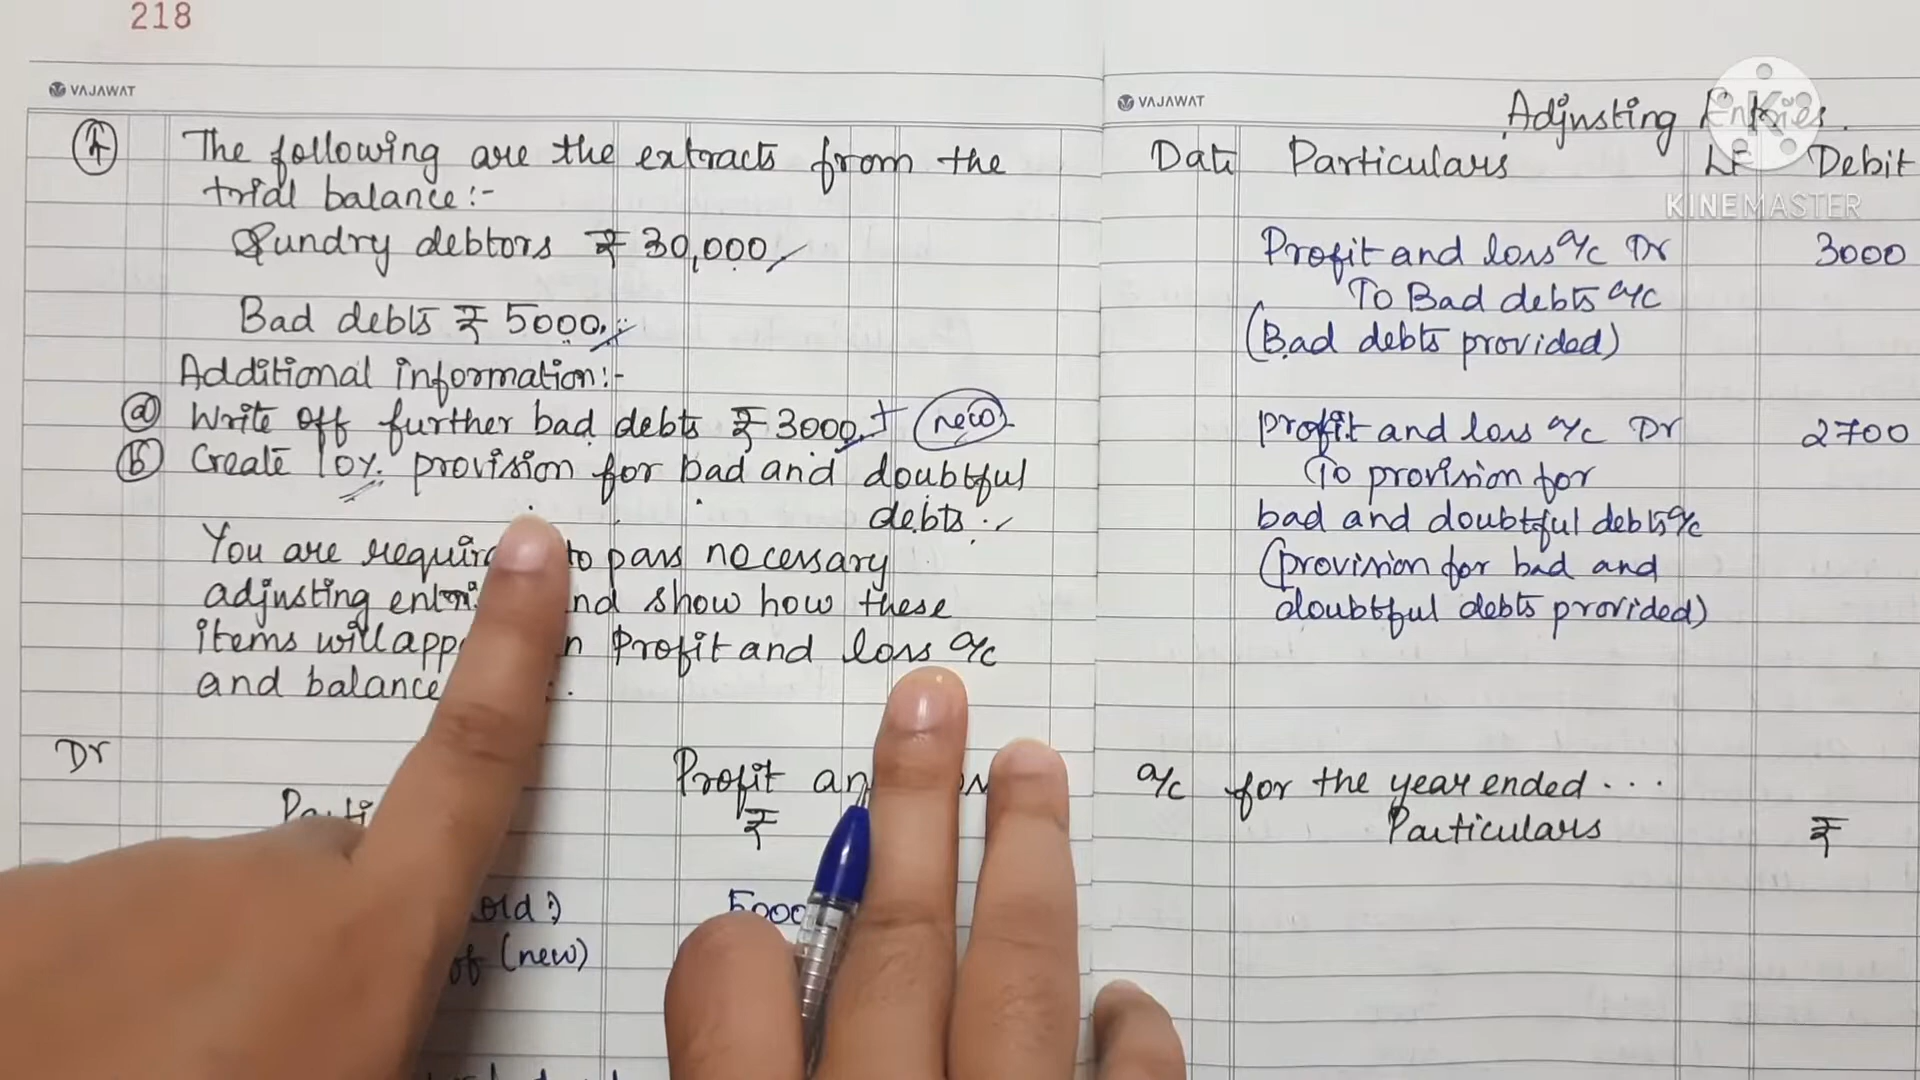 218
VAJAWAT
The following are the extracts from the
trial balance:-
Sundry debtors ₹ 30,000
Bad debts ₹ 5000
Additional information:-
(a) Write off further bad debts ₹ 3000 + (new)
(b) Create 10% provision for bad and doubtful
debts
You are to pass necessary
adjusting show how these
items will Profit and loss a/c
and balance
Dr
Profit
₹
old:)
of (new)
5000
VAJAWAT
Adjusting Entries.
Date Particulars LF Debit
KINEMASTER
Profit and loss a/c Dr 3000
To Bad debts a/c
(Bad debts provided)
Profit and loss a/c Dr 2700
To provision for
bad and doubtful debts a/c
(provision for bad and
doubtful debts provided)
a/c for the year ended ...
Particulars ₹